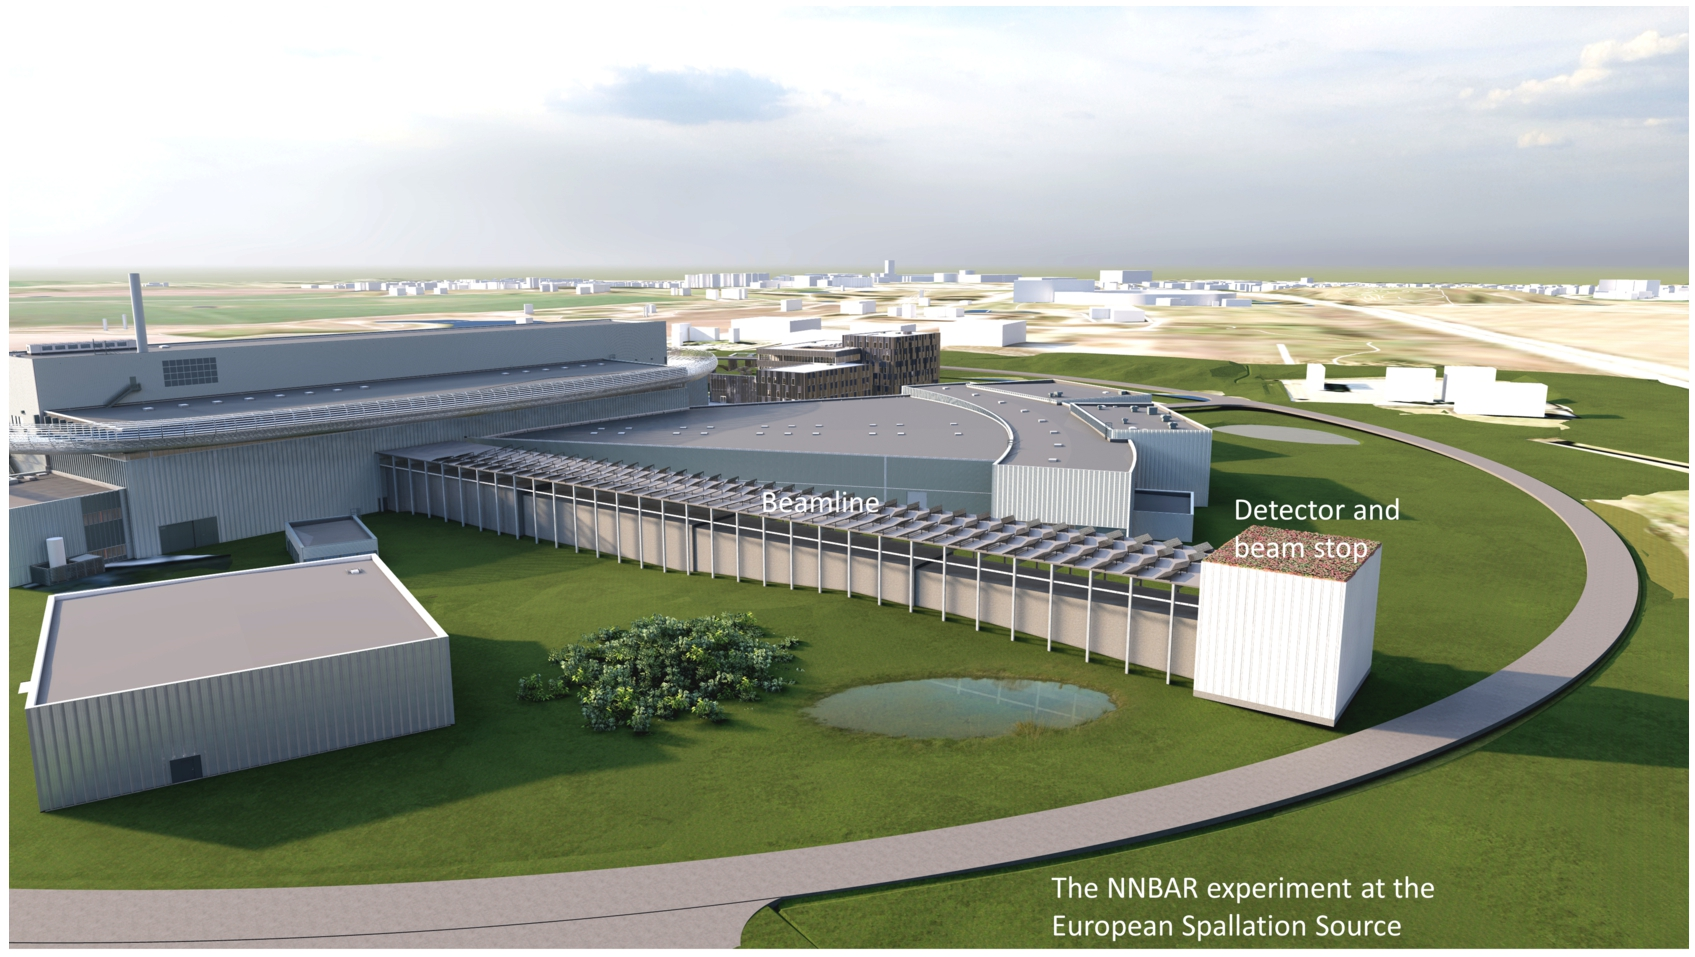 Beamline
Detector and
beam stop
The NNBAR experiment at the
European Spallation Source